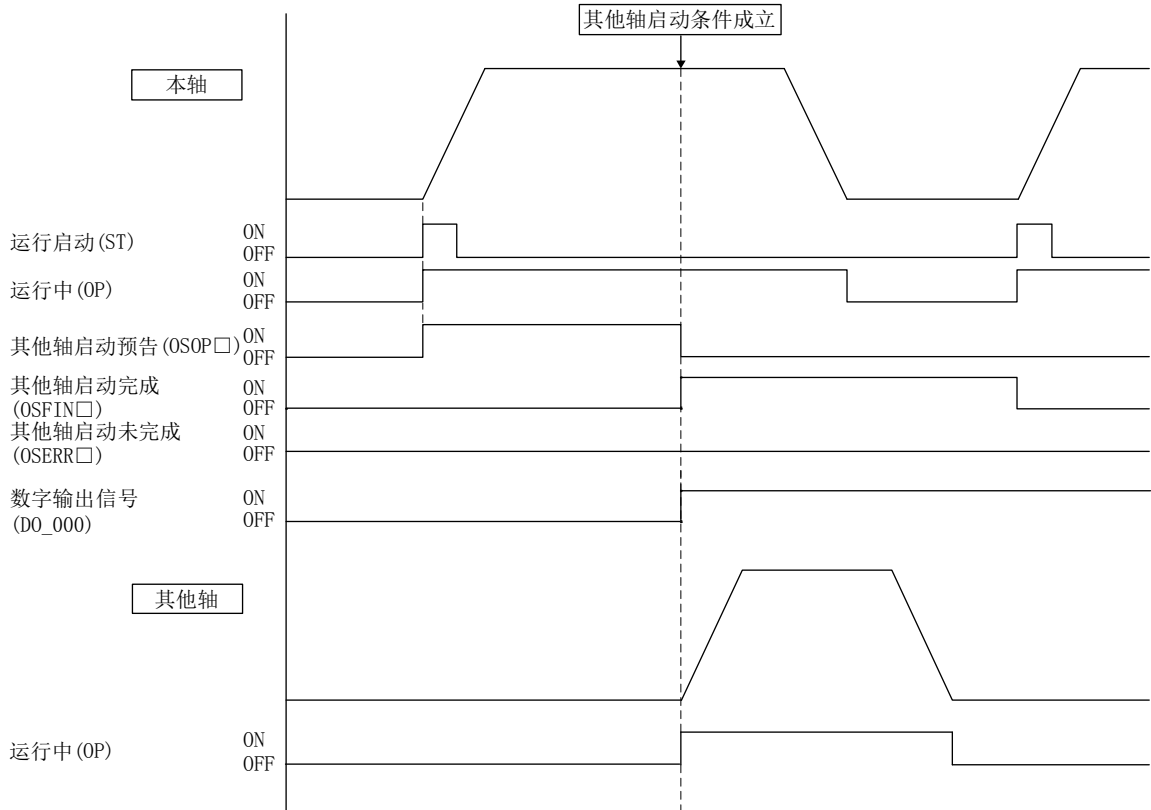 其他轴启动条件成立
本轴
运行启动(ST)
ON
OFF
运行中(OP)
ON
OFF
其他轴启动预告(OSOP□)
ON
OFF
其他轴启动完成
(OSFIN□)
ON
OFF
其他轴启动未完成
(OSERR□)
ON
OFF
数字输出信号
(DO_000)
ON
OFF
其他轴
运行中(OP)
ON
OFF